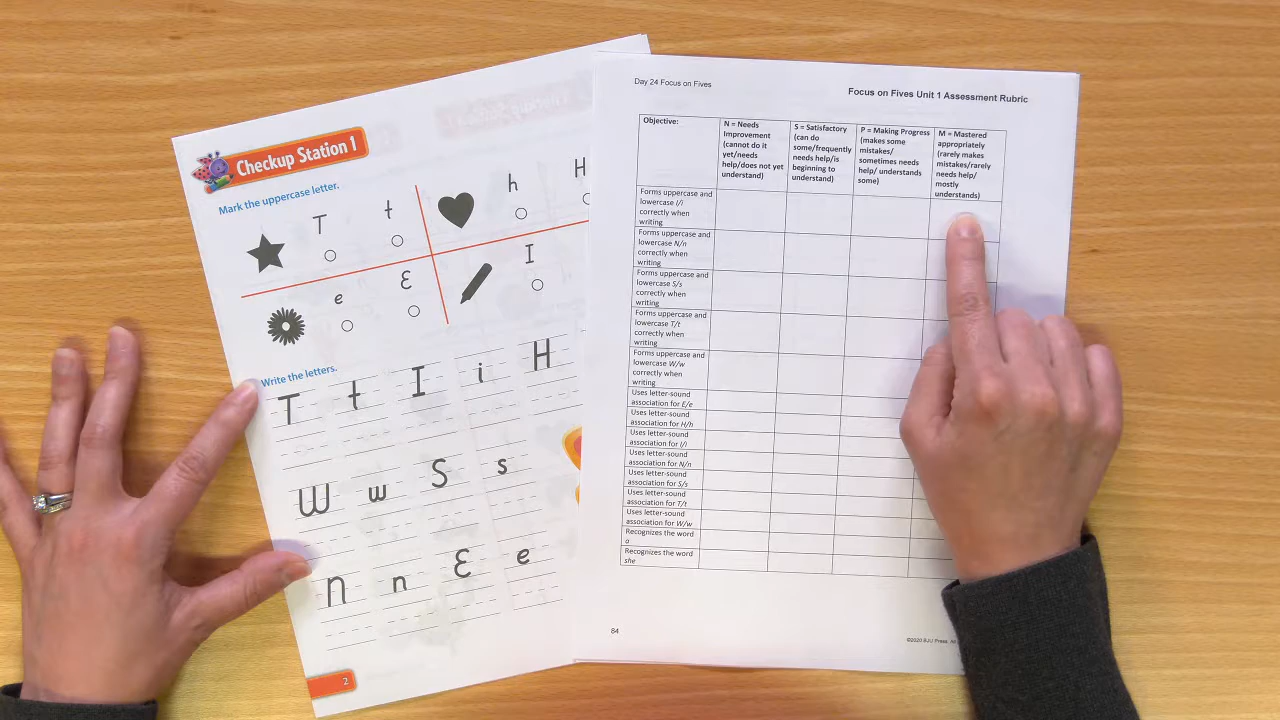 Checkup Station 1
Mark the uppercase letter.
T t
h H
e E
I
Write the letters.
T t I i H
W w S s
N n E e
2
Day 24 Focus on Fives
Focus on Fives Unit 1 Assessment Rubric
Objective:
N = Needs
Improvement
(cannot do it
yet/needs
help/does not yet
understand)
S = Satisfactory
(can do
some/frequently
needs help/is
beginning to
understand)
P = Making Progress
(makes some
mistakes/
sometimes needs
help/ understands
some)
M = Mastered
appropriately
(rarely makes
mistakes/rarely
needs help/
mostly
understands)
Forms uppercase and
lowercase I/i
correctly when
writing
Forms uppercase and
lowercase N/n
correctly when
writing
Forms uppercase and
lowercase S/s
correctly when
writing
Forms uppercase and
lowercase T/t
correctly when
writing
Forms uppercase and
lowercase W/w
correctly when
writing
Uses letter-sound
association for E/e
Uses letter-sound
association for H/h
Uses letter-sound
association for I/i
Uses letter-sound
association for N/n
Uses letter-sound
association for S/s
Uses letter-sound
association for T/t
Uses letter-sound
association for W/w
Recognizes the word
a
Recognizes the word
she
84
©2020 BJU Press.